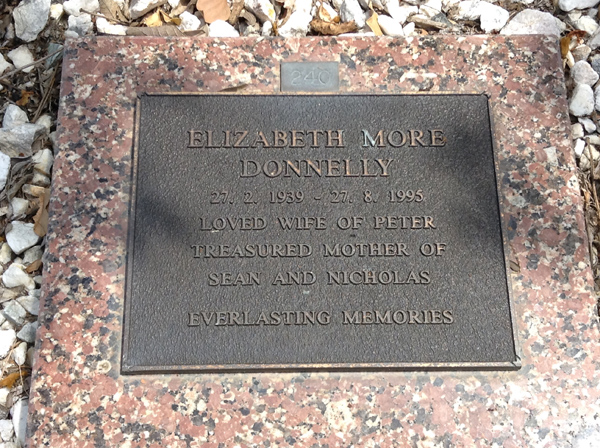 840
ELIZABETH MORE
DONNELLY
27. 2. 1939 - 27. 8. 1995
LOVED WIFE OF PETER
TREASURED MOTHER OF
SEAN AND NICHOLAS
EVERLASTING MEMORIES